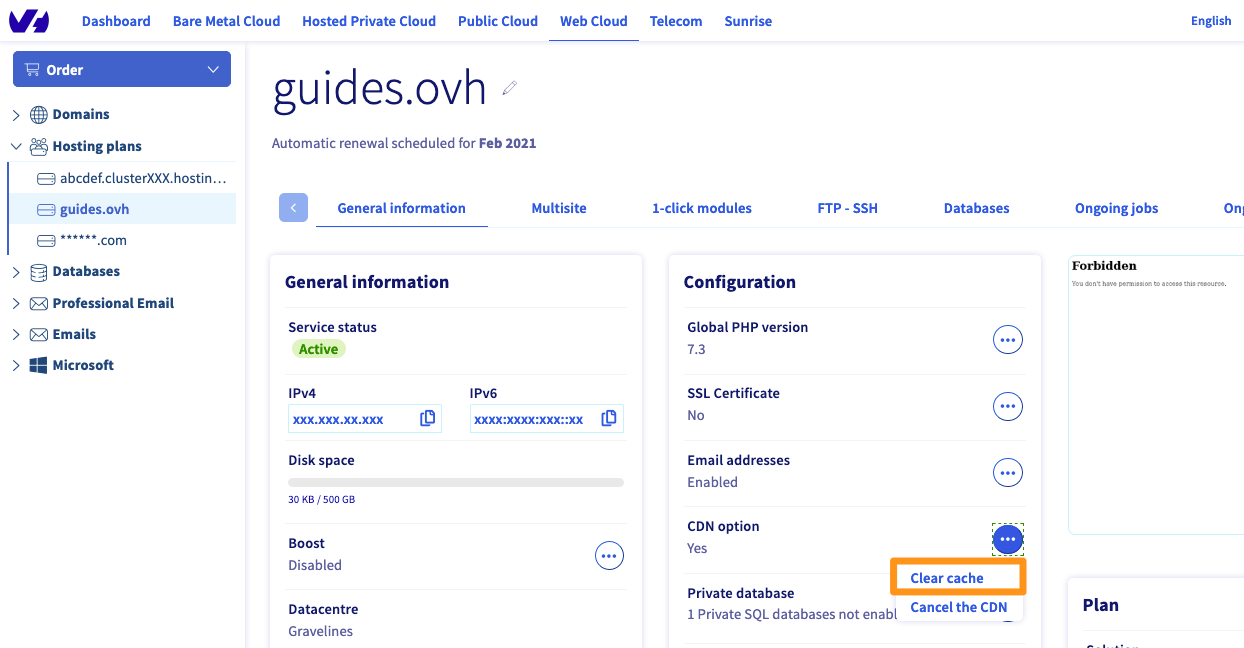 Dashboard
Bare Metal Cloud
Hosted Private Cloud
Public Cloud
Web Cloud
Telecom
Sunrise
English
Order
Domains
Hosting plans
abcdef.clusterXXX.hostin...
guides.ovh
******.com
Databases
Professional Email
Emails
Microsoft
guides.ovh
Automatic renewal scheduled for Feb 2021
General information
Multisite
1-click modules
FTP - SSH
Databases
Ongoing jobs
General information
Service status
Active
IPv4
IPv6
xxx.xxx.xx.xxx
xxxx:xxxx:xxx::xx
Disk space
30 KB / 500 GB
Boost
Disabled
Datacentre
Gravelines
Configuration
Global PHP version
7.3
SSL Certificate
No
Email addresses
Enabled
CDN option
Yes
Clear cache
Cancel the CDN
Private database
1 Private SQL databases not enabl
Forbidden
You don't have permission to access this resource.
Plan